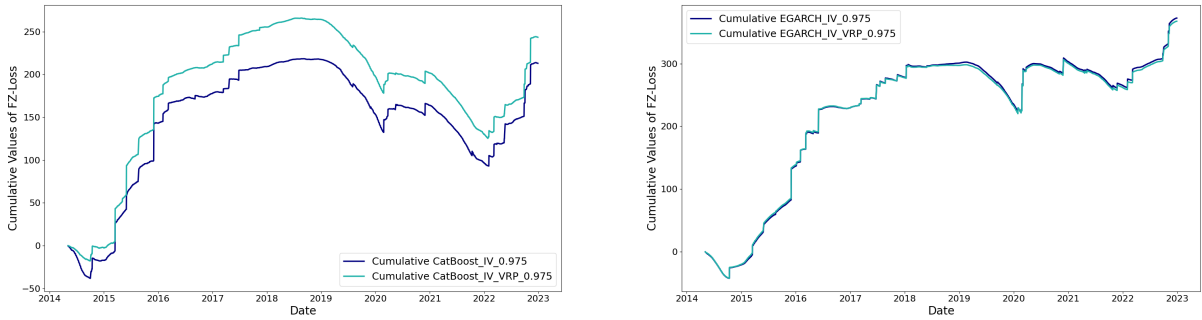 Cumulative Values of FZ-Loss
250
200
150
100
50
0
−50
2014 2015 2016 2017 2018 2019 2020 2021 2022 2023
Date
Cumulative CatBoost_IV_0.975
Cumulative CatBoost_IV_VRP_0.975
Cumulative Values of FZ-Loss
300
200
100
0
2014 2015 2016 2017 2018 2019 2020 2021 2022 2023
Date
Cumulative EGARCH_IV_0.975
Cumulative EGARCH_IV_VRP_0.975